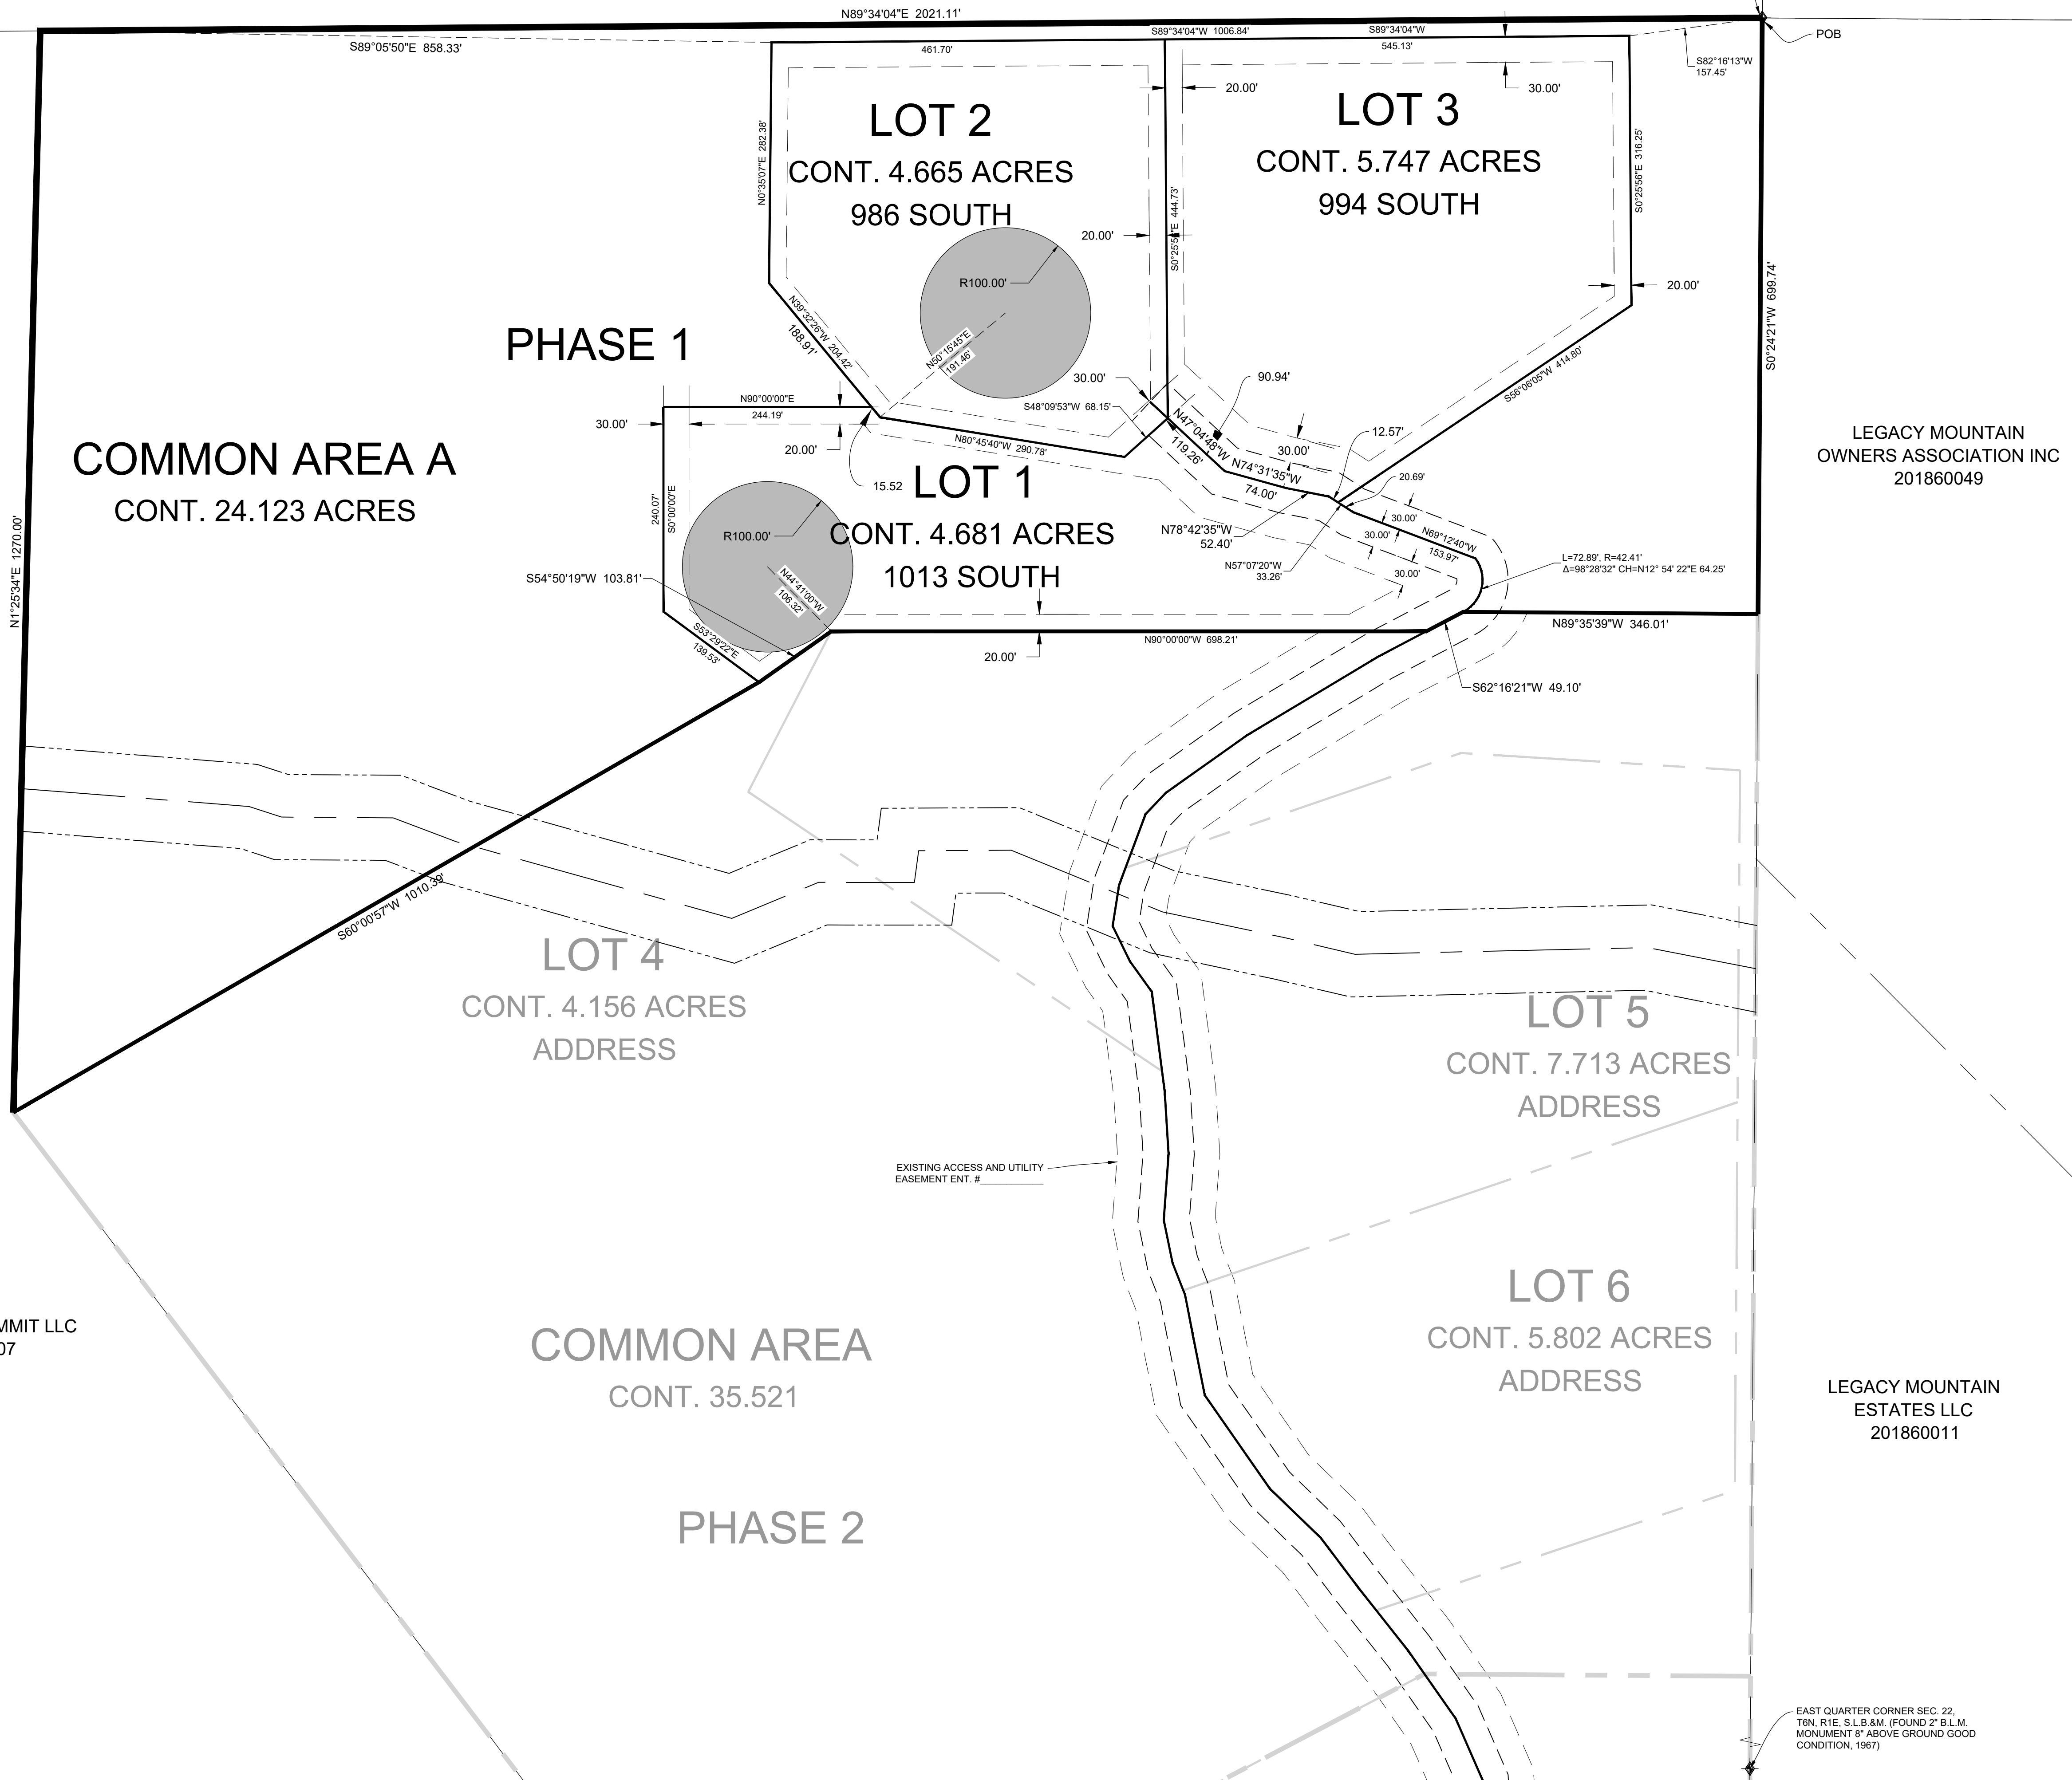 N89°34'04"E 2021.11'
S89°05'50"E 858.33'
S89°34'04"W 1006.84'
S89°34'04"W
461.70'
545.13'
POB
S82°16'13"W
157.45'
20.00'
30.00'
LOT 2
CONT. 4.665 ACRES
986 SOUTH
LOT 3
CONT. 5.747 ACRES
994 SOUTH
N0°35'07"E 282.38'
S0°25'56"E 444.73'
S0°25'56"E 316.25'
20.00'
20.00'
S0°24'21"W 699.74'
R100.00'
N50°15'45"E
191.46'
N39°32'26"W 204.42'
188.91'
PHASE 1
30.00'
90.94'
S48°09'53"W 68.15'
S56°06'05"W 414.80'
N90°00'00"E
244.19'
30.00'
20.00'
15.52
N80°45'40"W 290.78'
N47°04'48"W
119.26'
30.00'
12.57'
N74°31'35"W
74.00'
20.69'
COMMON AREA A
CONT. 24.123 ACRES
LEGACY MOUNTAIN
OWNERS ASSOCIATION INC
201860049
LOT 1
CONT. 4.681 ACRES
1013 SOUTH
240.07'
S0°00'00"E
R100.00'
N44°41'00"W
106.32'
N78°42'35"W
52.40'
30.00'
30.00'
N69°12'40"W
153.97'
N57°07'20"W
33.26'
30.00'
L=72.89', R=42.41'
Δ=98°28'32" CH=N12° 54' 22"E 64.25'
S54°50'19"W 103.81'
N1°25'34"E 1270.00'
S53°29'22"E
139.53'
N90°00'00"W 698.21'
20.00'
N89°35'39"W 346.01'
S62°16'21"W 49.10'
S60°00'57"W 1010.39'
LOT 4
CONT. 4.156 ACRES
ADDRESS
LOT 5
CONT. 7.713 ACRES
ADDRESS
EXISTING ACCESS AND UTILITY
EASEMENT ENT. #____________
LOT 6
CONT. 5.802 ACRES
ADDRESS
MMIT LLC
07
COMMON AREA
CONT. 35.521
LEGACY MOUNTAIN
ESTATES LLC
201860011
PHASE 2
EAST QUARTER CORNER SEC. 22,
T6N, R1E, S.L.B.&M. (FOUND 2" B.L.M.
MONUMENT 8" ABOVE GROUND GOOD
CONDITION, 1967)